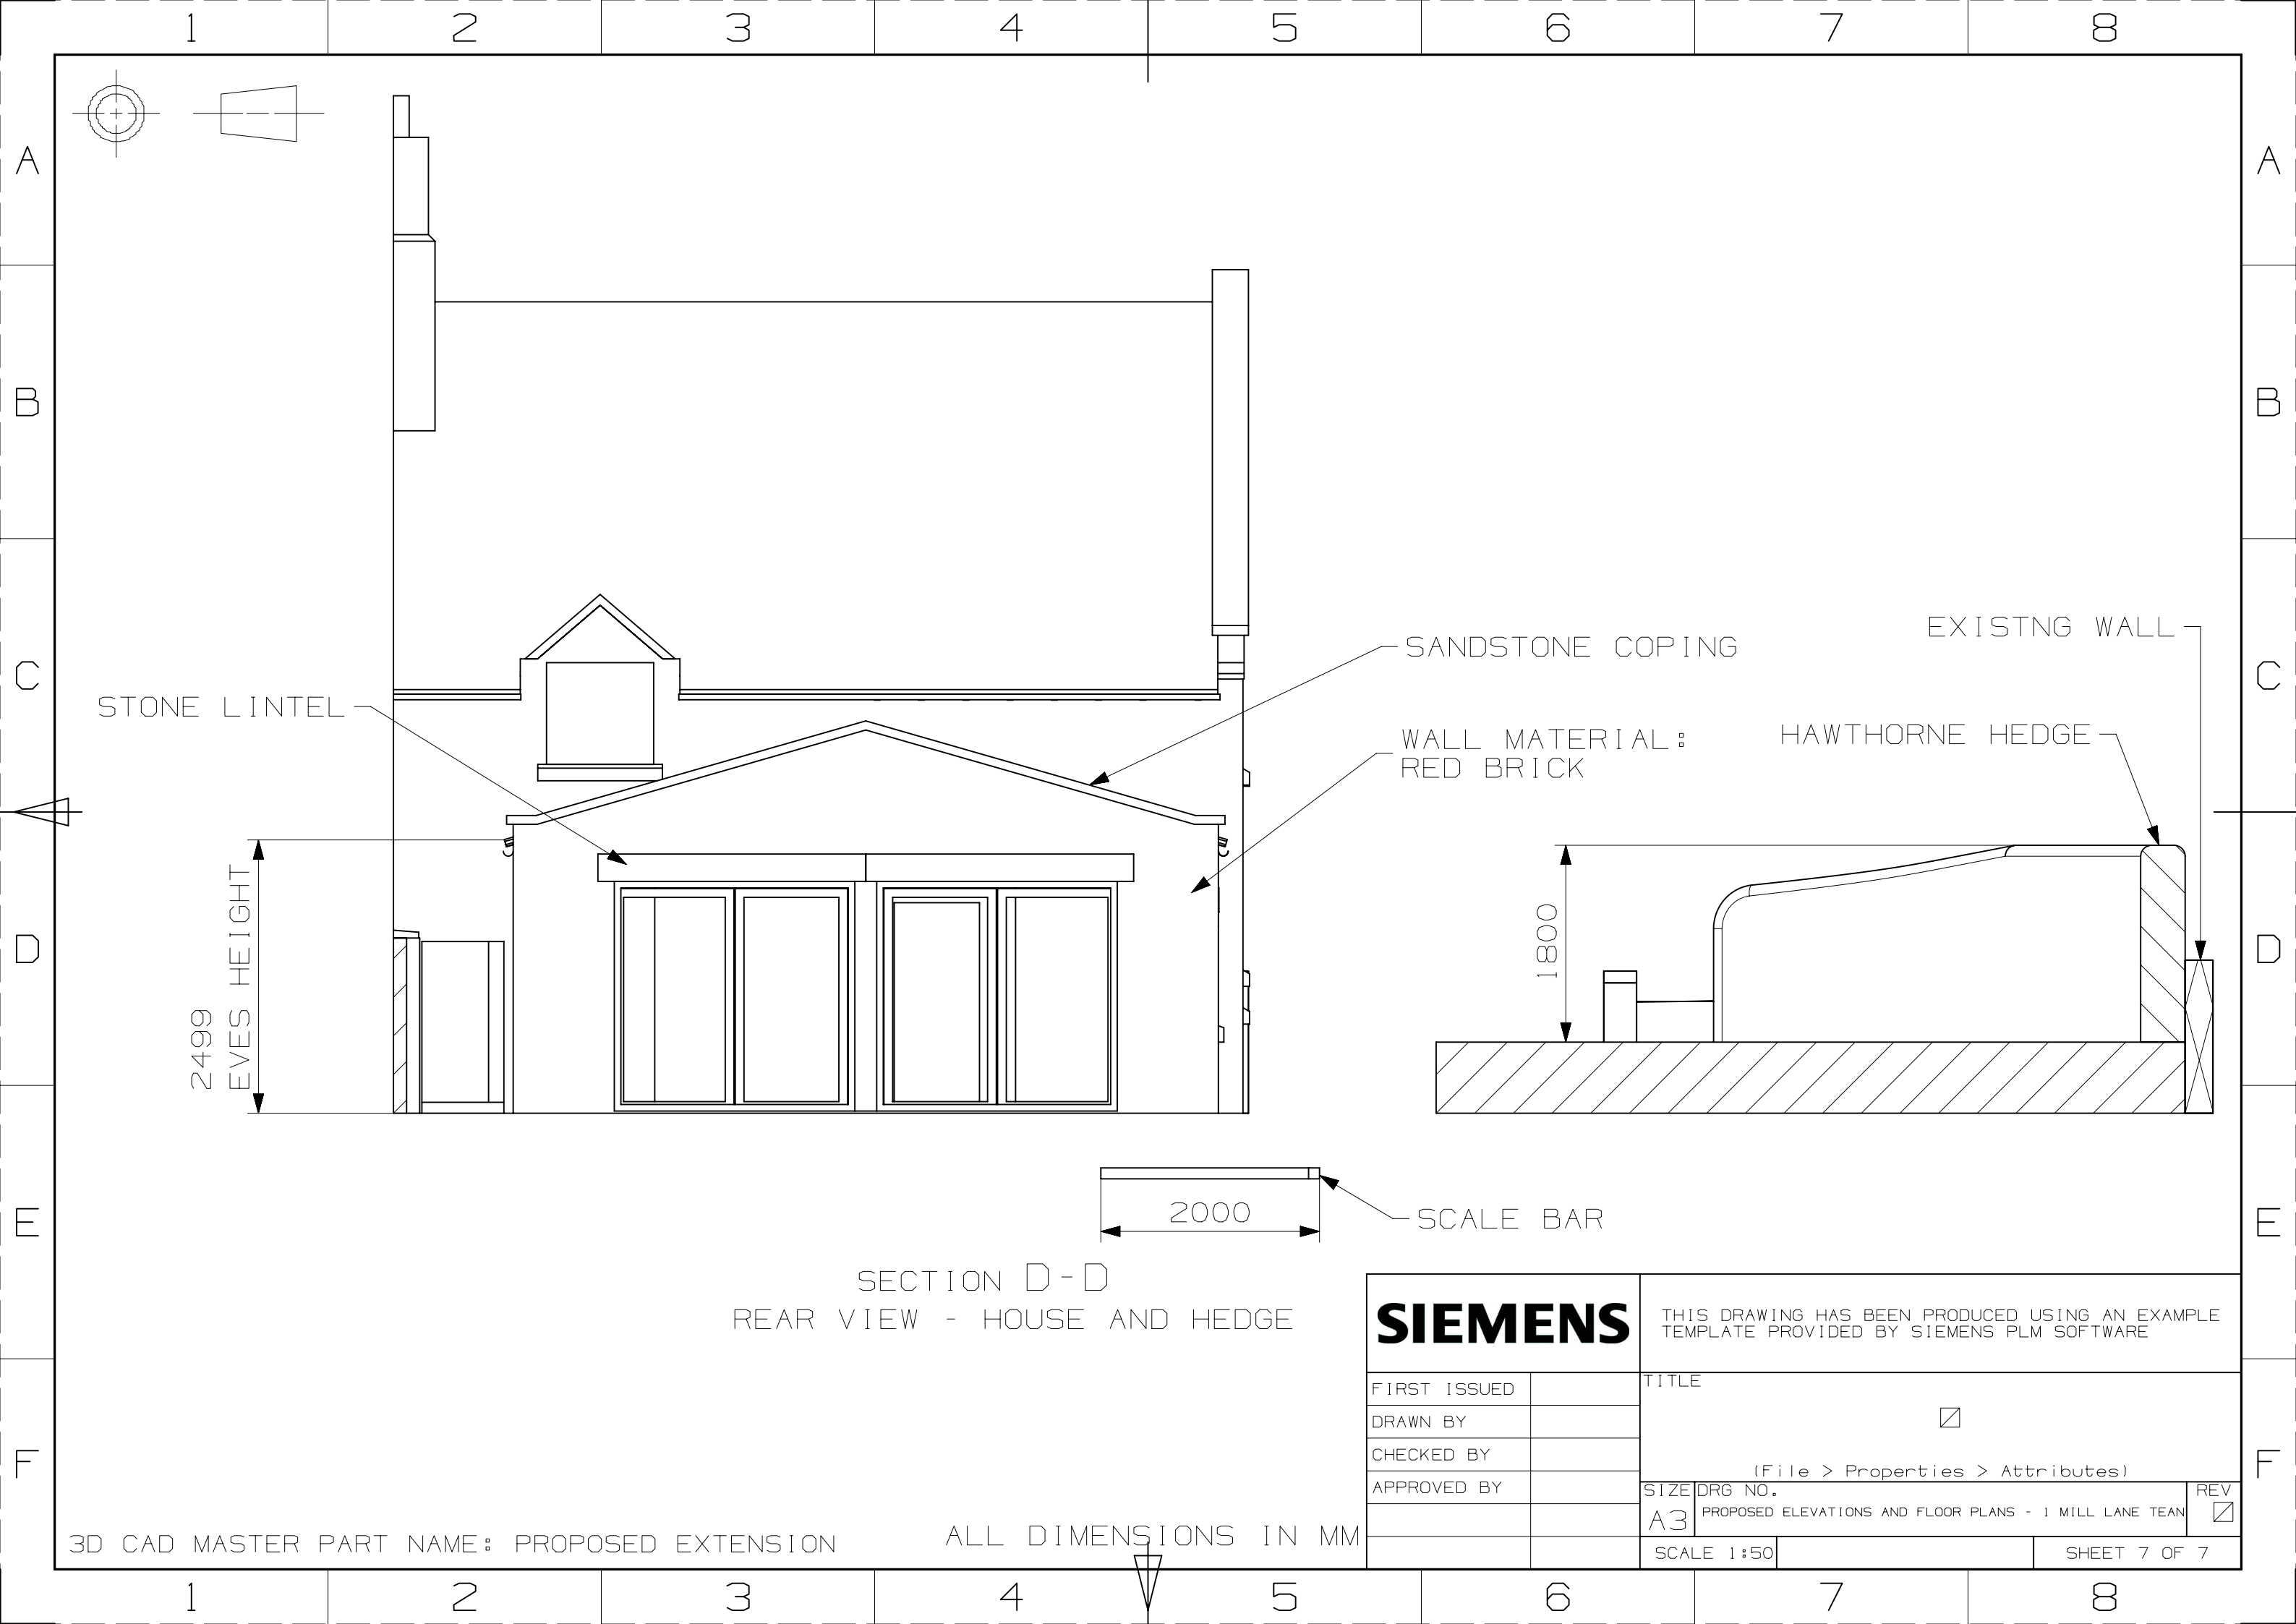 1 2 3 4 5 6 7 8
A A
B B
C C
D D
E E
F F
STONE LINTEL
SANDSTONE COPING
WALL MATERIAL:
RED BRICK
EXISTNG WALL
HAWTHORNE HEDGE
2499
EVES HEIGHT
1800
2000
SCALE BAR
SECTION D-D
REAR VIEW - HOUSE AND HEDGE
SIEMENS
THIS DRAWING HAS BEEN PRODUCED USING AN EXAMPLE
TEMPLATE PROVIDED BY SIEMENS PLM SOFTWARE
FIRST ISSUED
DRAWN BY
CHECKED BY
APPROVED BY
TITLE
(File > Properties > Attributes)
SIZE DRG NO. REV
A3 PROPOSED ELEVATIONS AND FLOOR PLANS - 1 MILL LANE TEAN
SCALE 1:50 SHEET 7 OF 7
3D CAD MASTER PART NAME: PROPOSED EXTENSION
ALL DIMENSIONS IN MM
1 2 3 4 5 6 7 8